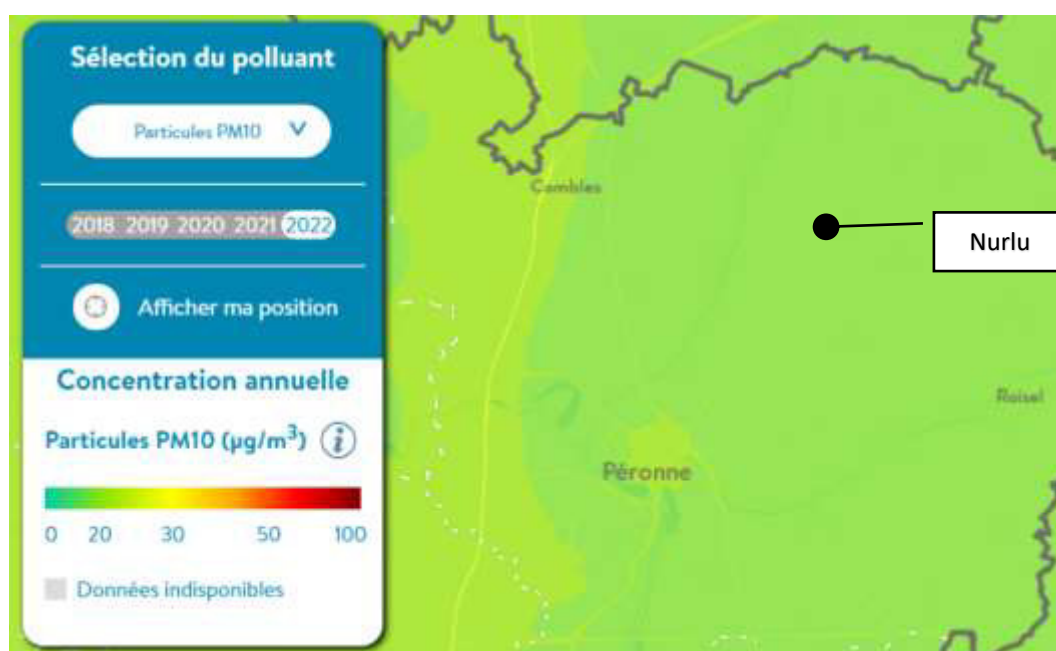 Sélection du polluant
Particules PM10
2018 2019 2020 2021 2022
Afficher ma position
Concentration annuelle
Particules PM10 (µg/m³) i
0 20 30 50 100
Données indisponibles
Combles
Nurlu
Roisel
Péronne